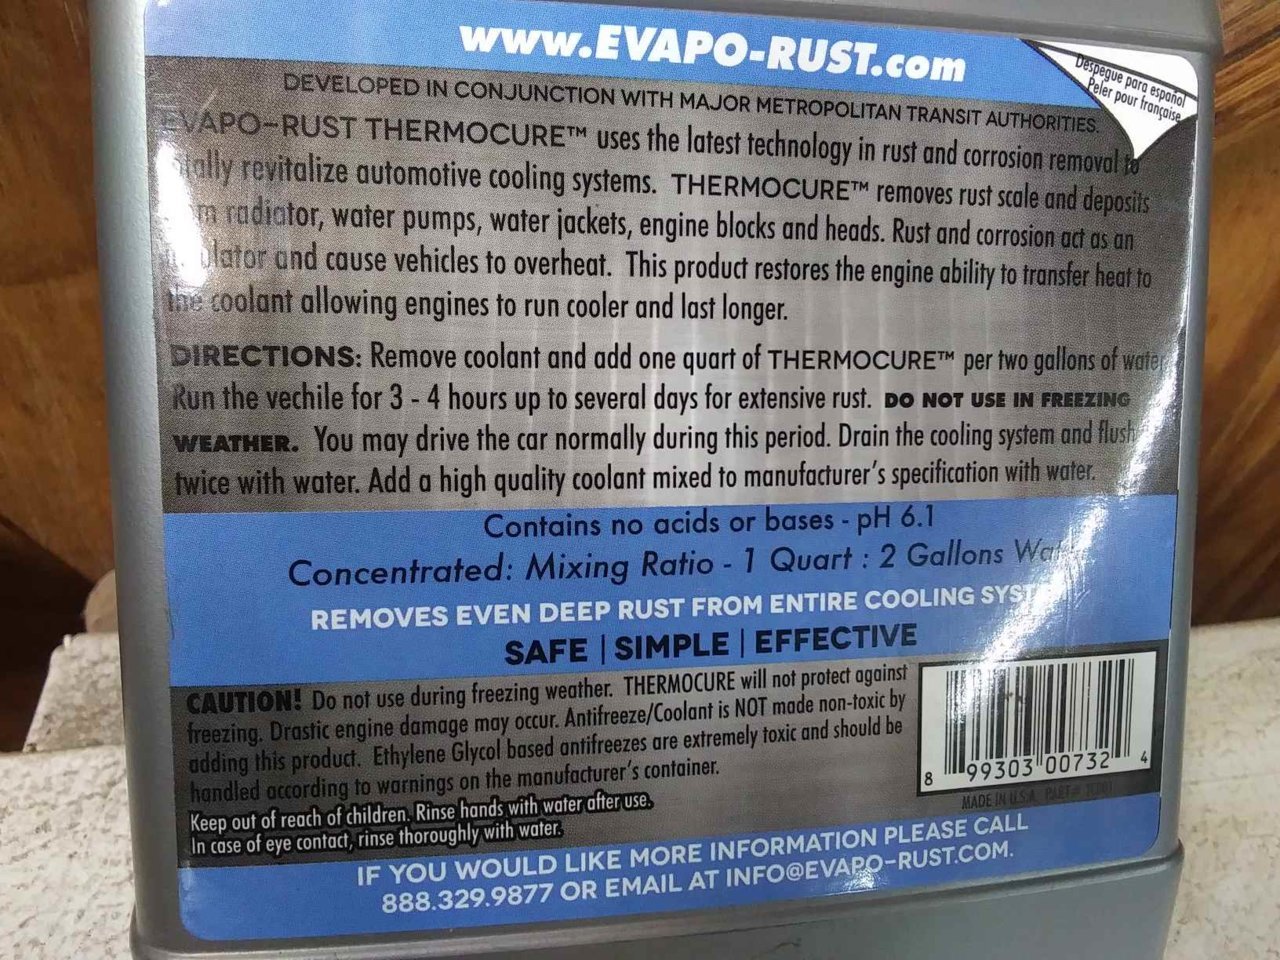 www.EVAPO-RUST.com
Despegue para español
Peler pour française
DEVELOPED IN CONJUNCTION WITH MAJOR METROPOLITAN TRANSIT AUTHORITIES.
EVAPO-RUST THERMOCURE™ uses the latest technology in rust and corrosion removal to
totally revitalize automotive cooling systems. THERMOCURE™ removes rust scale and deposits
from radiator, water pumps, water jackets, engine blocks and heads. Rust and corrosion act as an
insulator and cause vehicles to overheat. This product restores the engine ability to transfer heat to
the coolant allowing engines to run cooler and last longer.
DIRECTIONS: Remove coolant and add one quart of THERMOCURE™ per two gallons of water
Run the vechile for 3 - 4 hours up to several days for extensive rust. DO NOT USE IN FREEZING
WEATHER. You may drive the car normally during this period. Drain the cooling system and flush
twice with water. Add a high quality coolant mixed to manufacturer's specification with water.
Contains no acids or bases - pH 6.1
Concentrated: Mixing Ratio - 1 Quart : 2 Gallons Water
REMOVES EVEN DEEP RUST FROM ENTIRE COOLING SYSTEM
SAFE | SIMPLE | EFFECTIVE
CAUTION! Do not use during freezing weather. THERMOCURE will not protect against
freezing. Drastic engine damage may occur. Antifreeze/Coolant is NOT made non-toxic by
adding this product. Ethylene Glycol based antifreezes are extremely toxic and should be
handled according to warnings on the manufacturer's container.
Keep out of reach of children. Rinse hands with water after use.
In case of eye contact, rinse thoroughly with water.
8 99303 00732 4
MADE IN U.S.A. PART#
IF YOU WOULD LIKE MORE INFORMATION PLEASE CALL
888.329.9877 OR EMAIL AT INFO@EVAPO-RUST.COM.